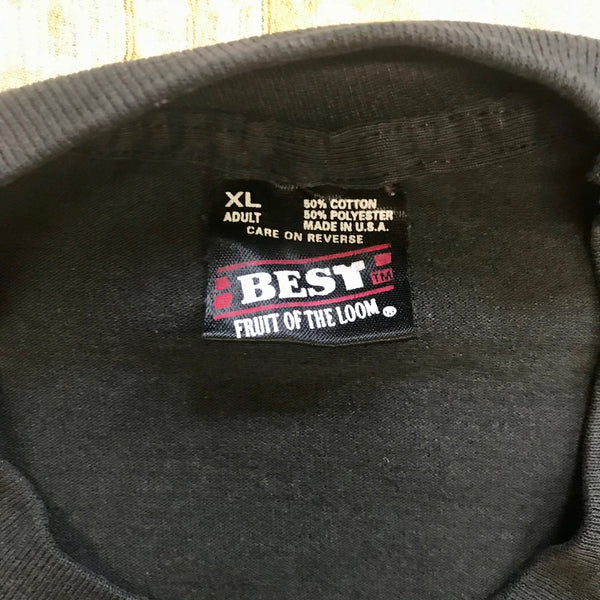 XL
ADULT
50% COTTON
50% POLYESTER
MADE IN U.S.A.
CARE ON REVERSE
BEST TM
FRUIT OF THE LOOM ®